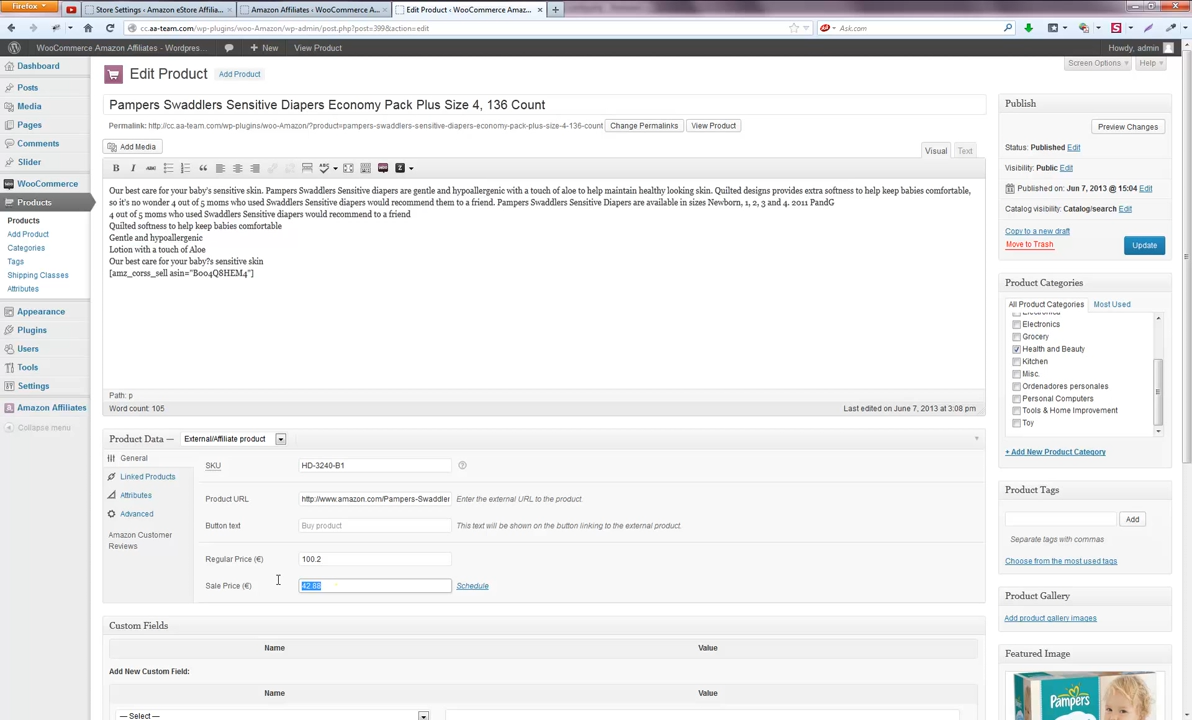 Firefox
Store Settings ‹ Amazon eStore Affilia...
Amazon Affiliates ‹ WooCommerce A...
Edit Product ‹ WooCommerce Amaz...
cc.aa-team.com/wp-plugins/woo-Amazon/wp-admin/post.php?post=399&action=edit
Ask.com
WooCommerce Amazon Affiliates - Wordpres...
+ New
View Product
Howdy, admin
Screen Options
Help
Dashboard
Posts
Media
Pages
Comments
Slider
WooCommerce
Products
Products
Add Product
Categories
Tags
Shipping Classes
Attributes
Appearance
Plugins
Users
Tools
Settings
Amazon Affiliates
Collapse menu
Edit Product
Add Product
Pampers Swaddlers Sensitive Diapers Economy Pack Plus Size 4, 136 Count
Permalink: http://cc.aa-team.com/wp-plugins/woo-Amazon/?product=pampers-swaddlers-sensitive-diapers-economy-pack-plus-size-4-136-count
Change Permalinks
View Product
Add Media
Visual
Text
Our best care for your baby's sensitive skin. Pampers Swaddlers Sensitive diapers are gentle and hypoallergenic with a touch of aloe to help maintain healthy looking skin. Quilted designs provides extra softness to help keep babies comfortable,
so it's no wonder 4 out of 5 moms who used Swaddlers Sensitive diapers would recommend them to a friend. Pampers Swaddlers Sensitive Diapers are available in sizes Newborn, 1, 2, 3 and 4. 2011 PandG
4 out of 5 moms who used Swaddlers Sensitive diapers would recommend to a friend
Quilted softness to help keep babies comfortable
Gentle and hypoallergenic
Lotion with a touch of Aloe
Our best care for your baby?s sensitive skin
[amz_corss_sell asin="B004Q8HEM4"]
Path: p
Word count: 105
Last edited on June 7, 2013 at 3:08 pm
Product Data —
External/Affiliate product
General
Linked Products
Attributes
Advanced
Amazon Customer
Reviews
SKU
HD-3240-B1
Product URL
http://www.amazon.com/Pampers-Swaddler
Enter the external URL to the product.
Button text
Buy product
This text will be shown on the button linking to the external product.
Regular Price (€)
100.2
Sale Price (€)
42.88
Schedule
Custom Fields
Name
Value
Add New Custom Field:
Name
Value
— Select —
Publish
Preview Changes
Status: Published Edit
Visibility: Public Edit
Published on: Jun 7, 2013 @ 15:04 Edit
Catalog visibility: Catalog/search Edit
Copy to a new draft
Move to Trash
Update
Product Categories
All Product Categories
Most Used
Electronics
Grocery
Health and Beauty
Kitchen
Misc.
Ordenadores personales
Personal Computers
Tools & Home Improvement
Toy
+ Add New Product Category
Product Tags
Add
Separate tags with commas
Choose from the most used tags
Product Gallery
Add product gallery images
Featured Image
Pampers